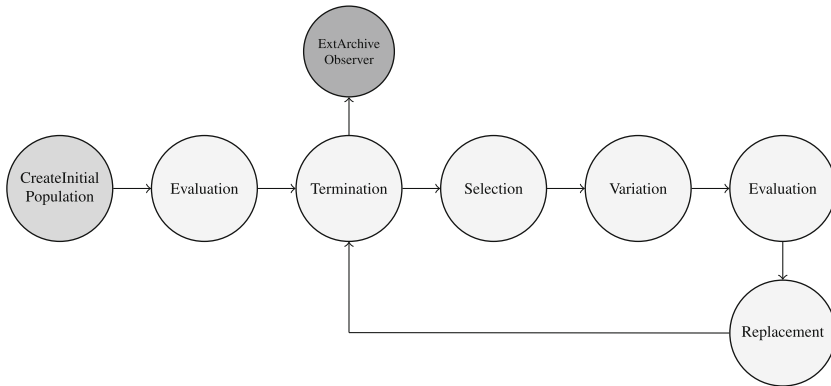 ExtArchive
Observer
CreateInitial
Population
Evaluation
Termination
Selection
Variation
Evaluation
Replacement